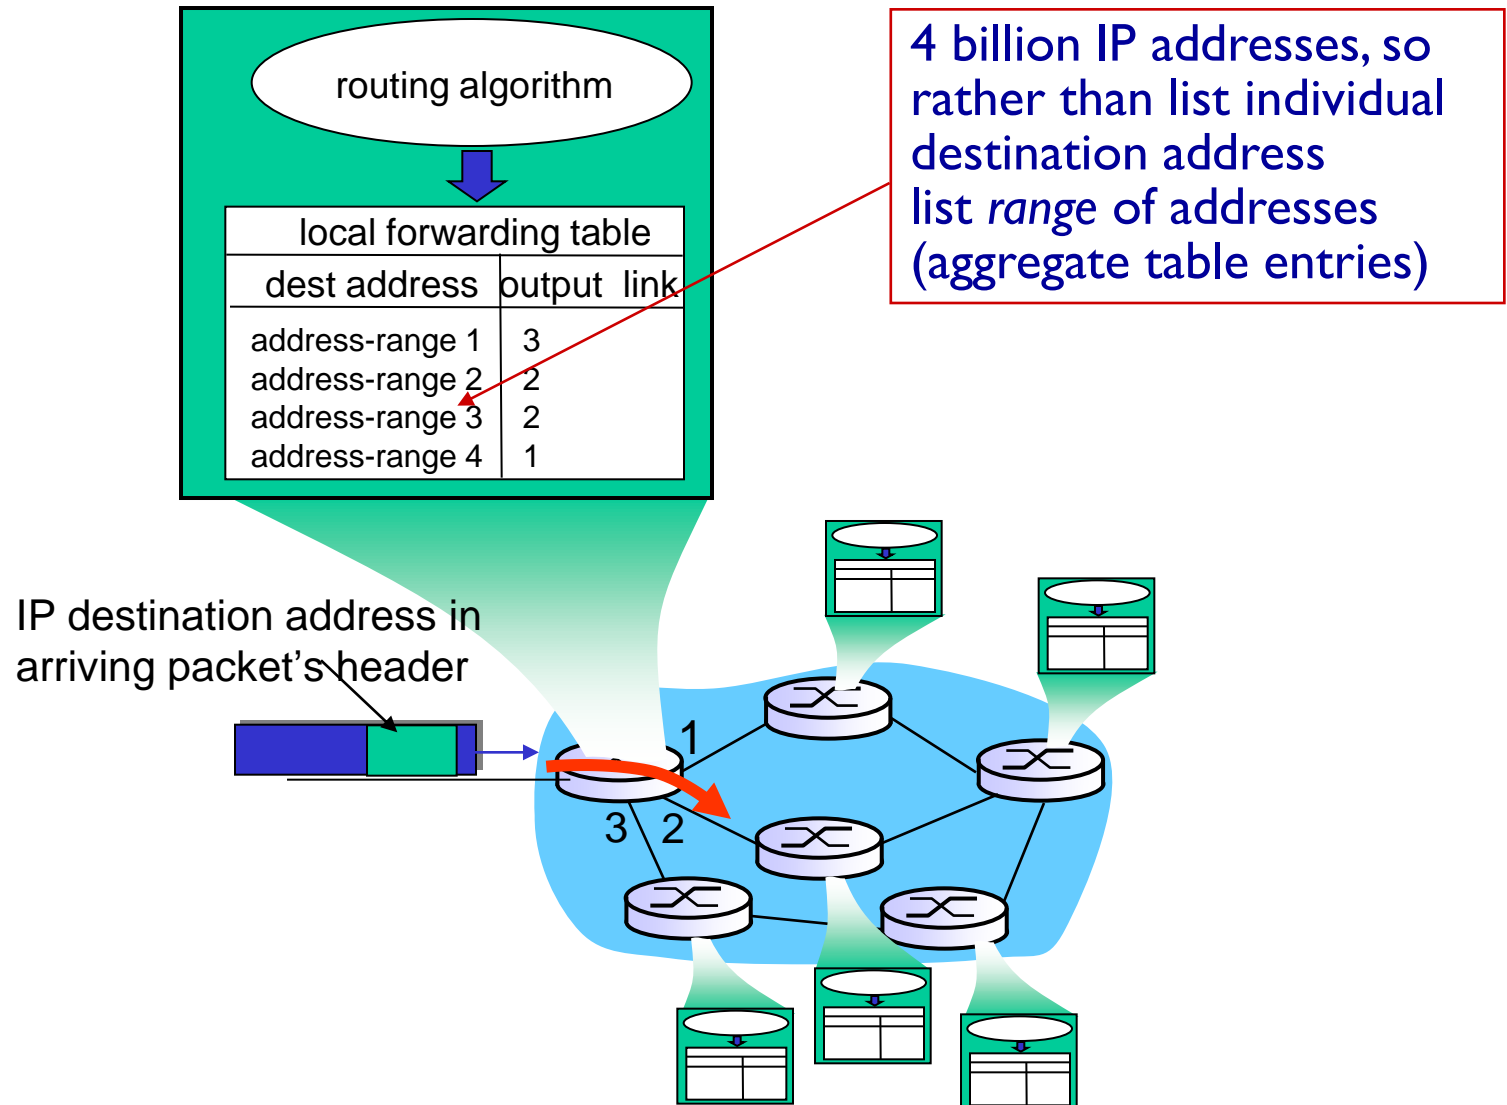 routing algorithm
local forwarding table
dest address output link
address-range 1 3
address-range 2 2
address-range 3 2
address-range 4 1
4 billion IP addresses, so
rather than list individual
destination address
list range of addresses
(aggregate table entries)
IP destination address in
arriving packet's header
1
3 2